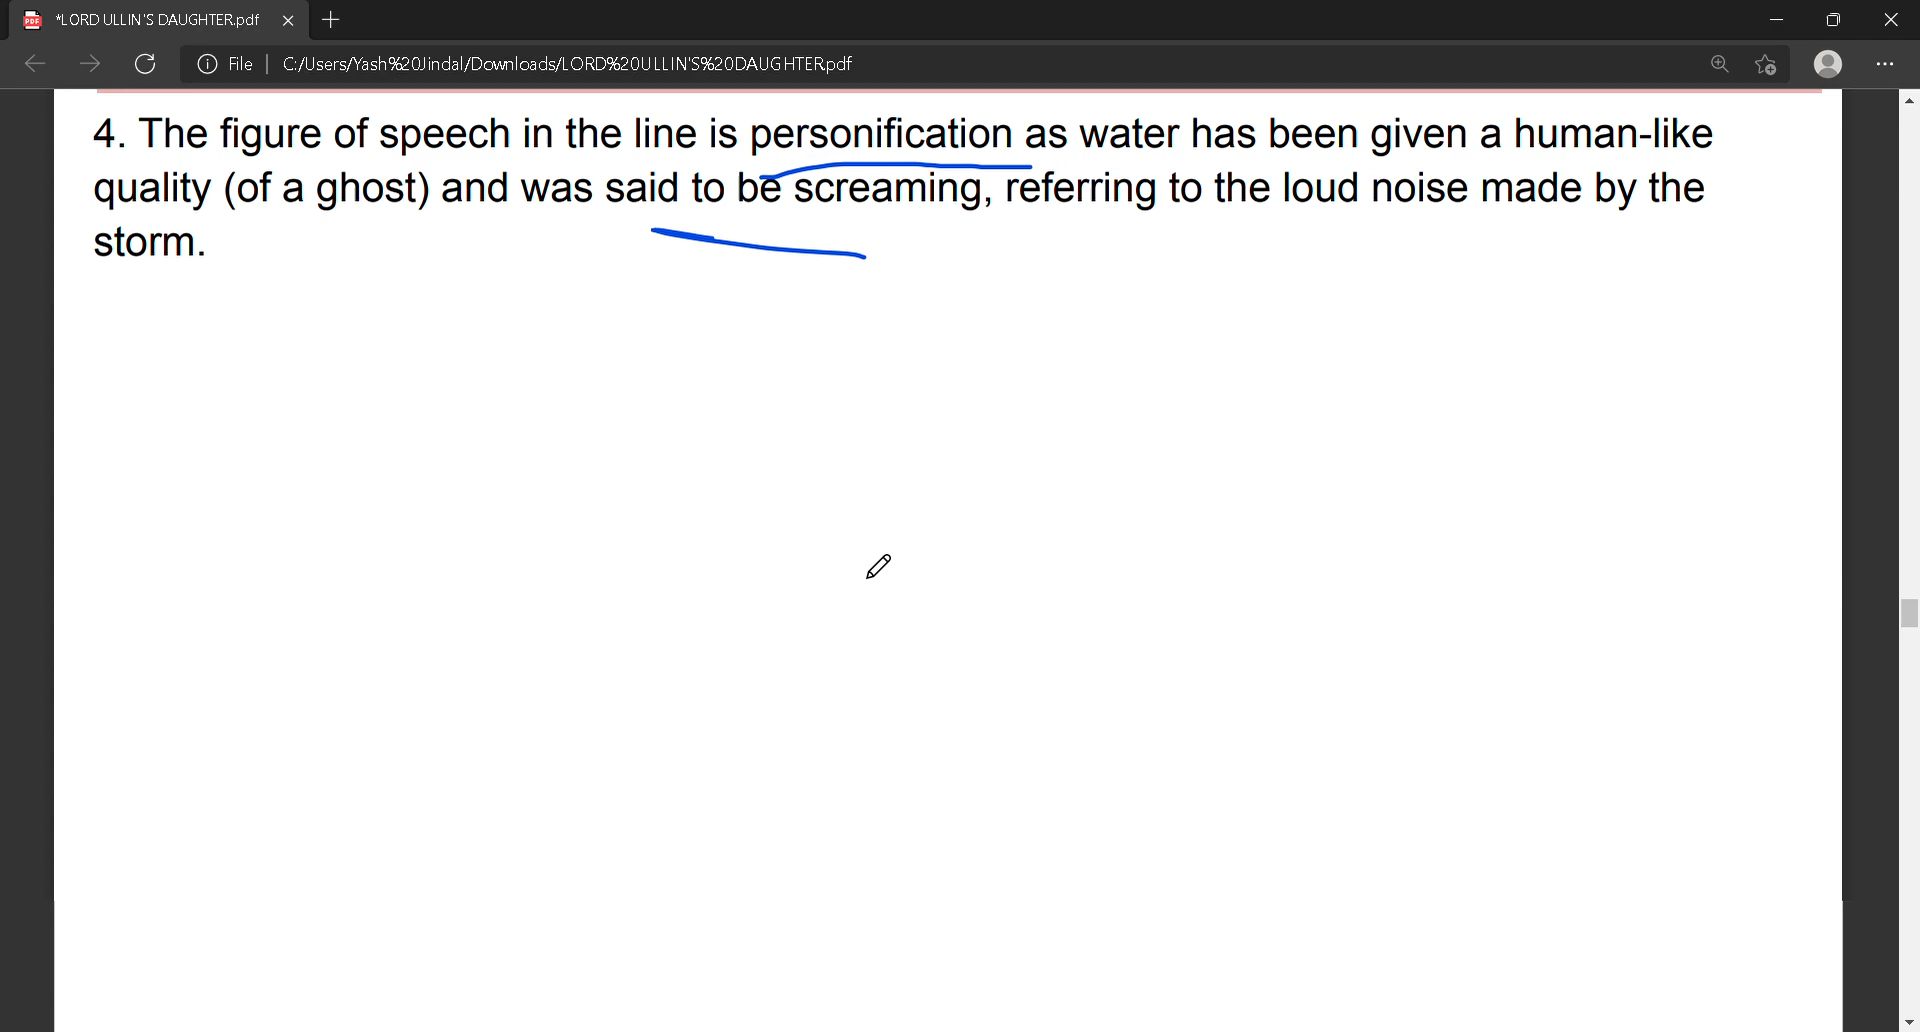 *LORD ULLIN'S DAUGHTER.pdf
File | C:/Users/Yash%20Jindal/Downloads/LORD%20ULLIN'S%20DAUGHTER.pdf
4. The figure of speech in the line is personification as water has been given a human-like
quality (of a ghost) and was said to be screaming, referring to the loud noise made by the
storm.